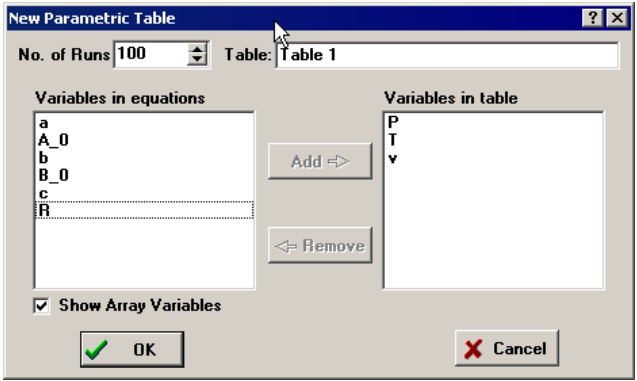 New Parametric Table
No. of Runs 100 Table: Table 1
Variables in equations
a
A_0
b
B_0
c
R
Add
Remove
Variables in table
P
T
v
Show Array Variables
OK
Cancel